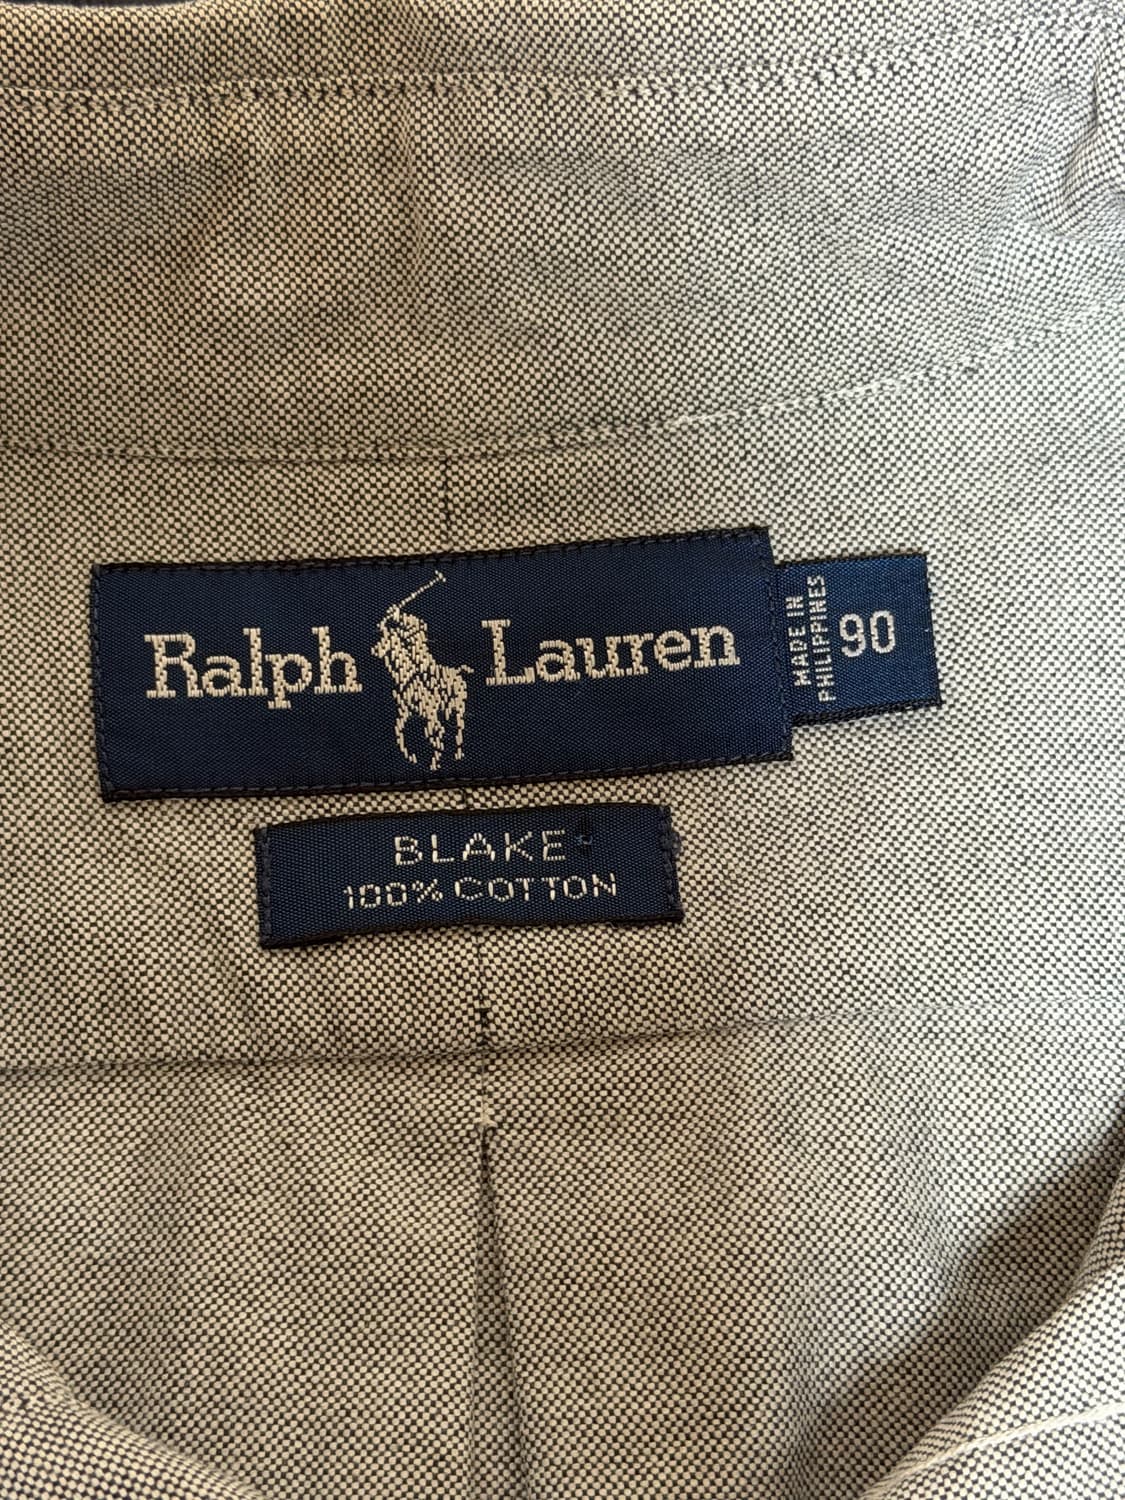 Ralph Lauren
MADE IN
PHILIPPINES
90
BLAKE
100% COTTON